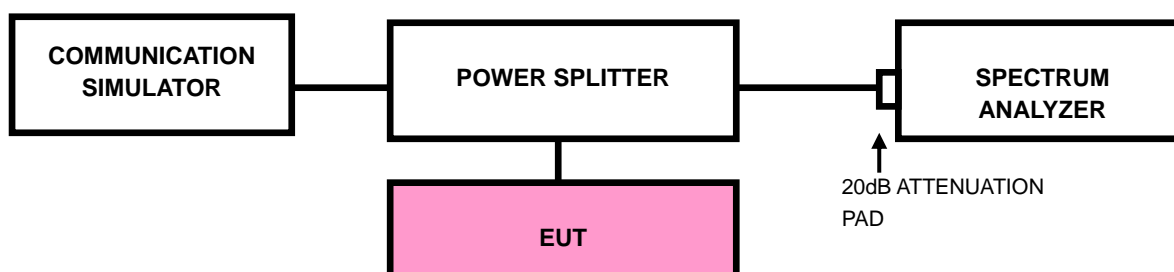 COMMUNICATION
SIMULATOR
POWER SPLITTER
SPECTRUM
ANALYZER
20dB ATTENUATION
PAD
EUT